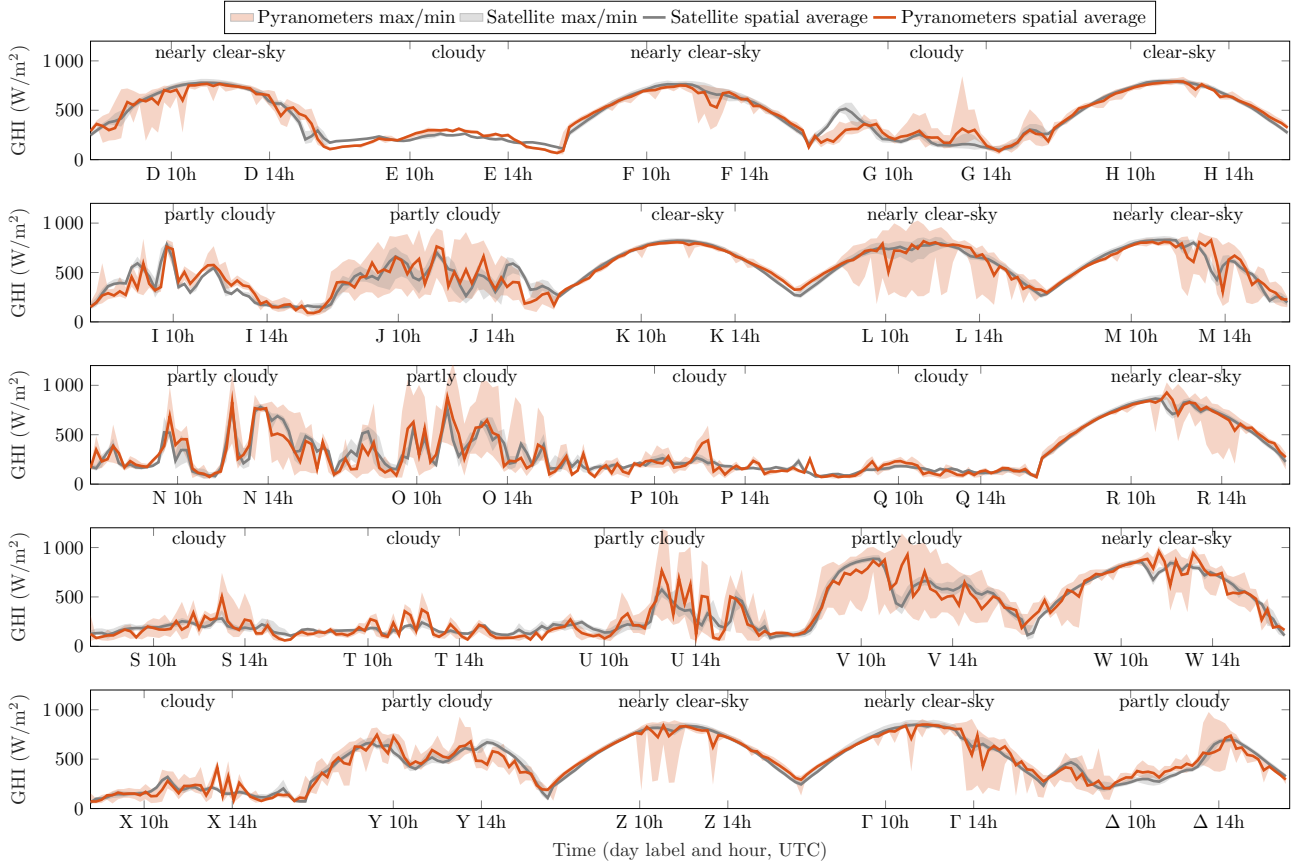 Pyranometers max/min Satellite max/min Satellite spatial average Pyranometers spatial average
nearly clear-sky cloudy nearly clear-sky cloudy clear-sky
1 000
500
0
GHI (W/m²)
D 10h D 14h E 10h E 14h F 10h F 14h G 10h G 14h H 10h H 14h
partly cloudy partly cloudy clear-sky nearly clear-sky nearly clear-sky
1 000
500
0
GHI (W/m²)
I 10h I 14h J 10h J 14h K 10h K 14h L 10h L 14h M 10h M 14h
partly cloudy partly cloudy cloudy cloudy nearly clear-sky
1 000
500
0
GHI (W/m²)
N 10h N 14h O 10h O 14h P 10h P 14h Q 10h Q 14h R 10h R 14h
cloudy cloudy partly cloudy partly cloudy nearly clear-sky
1 000
500
0
GHI (W/m²)
S 10h S 14h T 10h T 14h U 10h U 14h V 10h V 14h W 10h W 14h
cloudy partly cloudy nearly clear-sky nearly clear-sky partly cloudy
1 000
500
0
GHI (W/m²)
X 10h X 14h Y 10h Y 14h Z 10h Z 14h Γ 10h Γ 14h Δ 10h Δ 14h
Time (day label and hour, UTC)